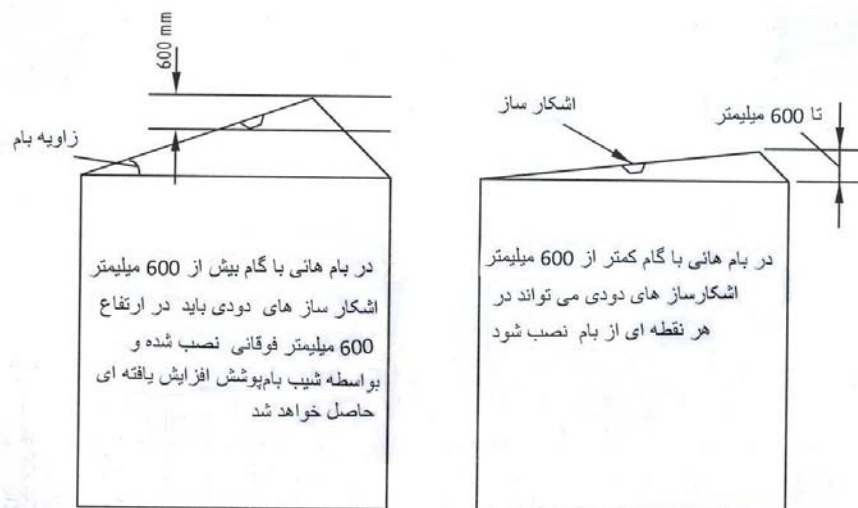 600 mm
زاویه بام
در بام هائی با گام بیش از 600 میلیمتر
اشکار ساز های دودی باید در ارتفاع
600 میلیمتر فوقانی نصب شده و
بواسطه شیب بام‌پوشش افزایش یافته ای
حاصل خواهد شد
اشکار ساز
تا 600 میلیمتر
در بام هائی با گام کمتر از 600 میلیمتر
اشکارساز های دودی می تواند در
هر نقطه ای از بام نصب شود